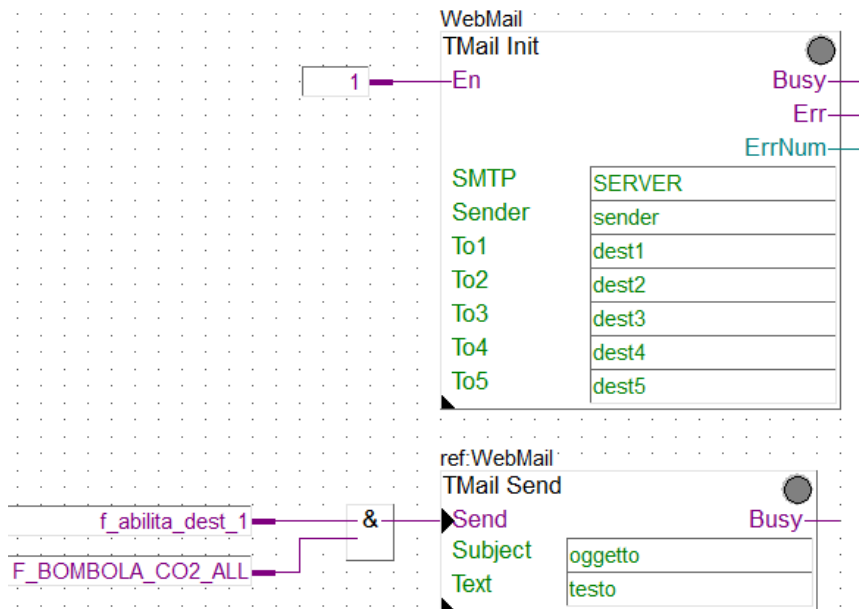 WebMail
TMail Init
1 En Busy
Err
ErrNum
SMTP SERVER
Sender sender
To1 dest1
To2 dest2
To3 dest3
To4 dest4
To5 dest5
ref:WebMail
TMail Send
f_abilita_dest_1 & Send Busy
F_BOMBOLA_CO2_ALL
Subject oggetto
Text testo